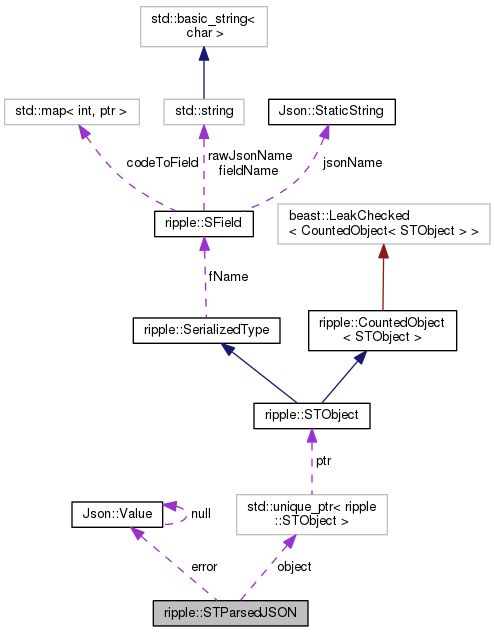 std::basic_string<
char >
std::map< int, ptr >
std::string
Json::StaticString
codeToField
rawJsonName
fieldName
jsonName
ripple::SField
beast::LeakChecked
< CountedObject< STObject > >
fName
ripple::SerializedType
ripple::CountedObject
< STObject >
ripple::STObject
ptr
Json::Value
null
std::unique_ptr< ripple
::STObject >
error
object
ripple::STParsedJSON